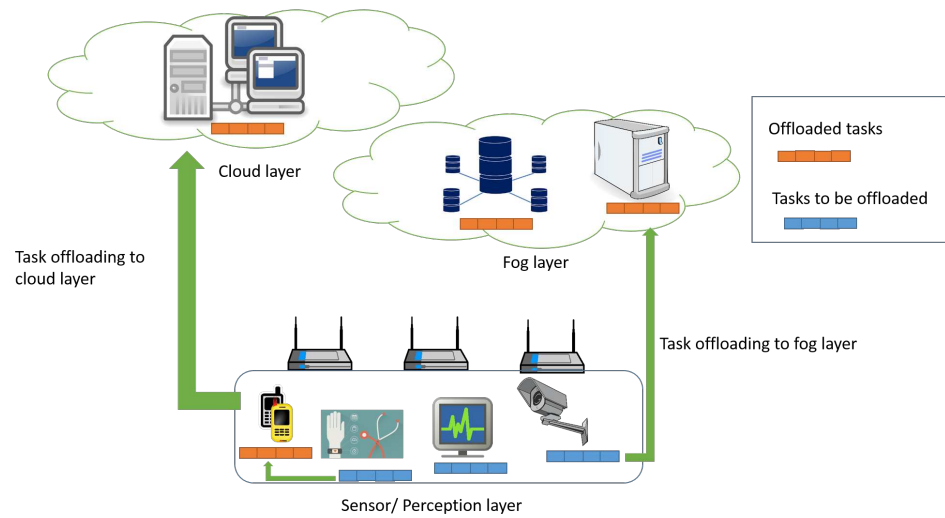 Cloud layer
Offloaded tasks
Tasks to be offloaded
Fog layer
Task offloading to
cloud layer
Task offloading to fog layer
Sensor/ Perception layer